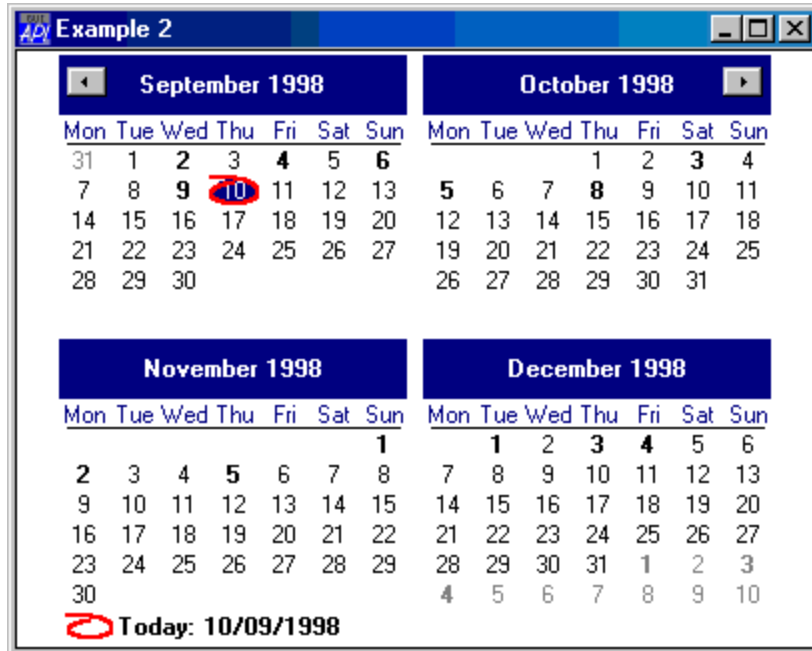 API Example 2
September 1998
Mon Tue Wed Thu Fri Sat Sun
31 1 2 3 4 5 6
7 8 9 10 11 12 13
14 15 16 17 18 19 20
21 22 23 24 25 26 27
28 29 30
October 1998
Mon Tue Wed Thu Fri Sat Sun
1 2 3 4
5 6 7 8 9 10 11
12 13 14 15 16 17 18
19 20 21 22 23 24 25
26 27 28 29 30 31
November 1998
Mon Tue Wed Thu Fri Sat Sun
1
2 3 4 5 6 7 8
9 10 11 12 13 14 15
16 17 18 19 20 21 22
23 24 25 26 27 28 29
30
December 1998
Mon Tue Wed Thu Fri Sat Sun
1 2 3 4 5 6
7 8 9 10 11 12 13
14 15 16 17 18 19 20
21 22 23 24 25 26 27
28 29 30 31 1 2 3
4 5 6 7 8 9 10
Today: 10/09/1998